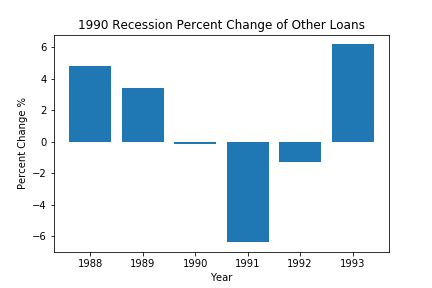 1990 Recession Percent Change of Other Loans
Percent Change %
6
4
2
0
−2
−4
−6
1988 1989 1990 1991 1992 1993
Year